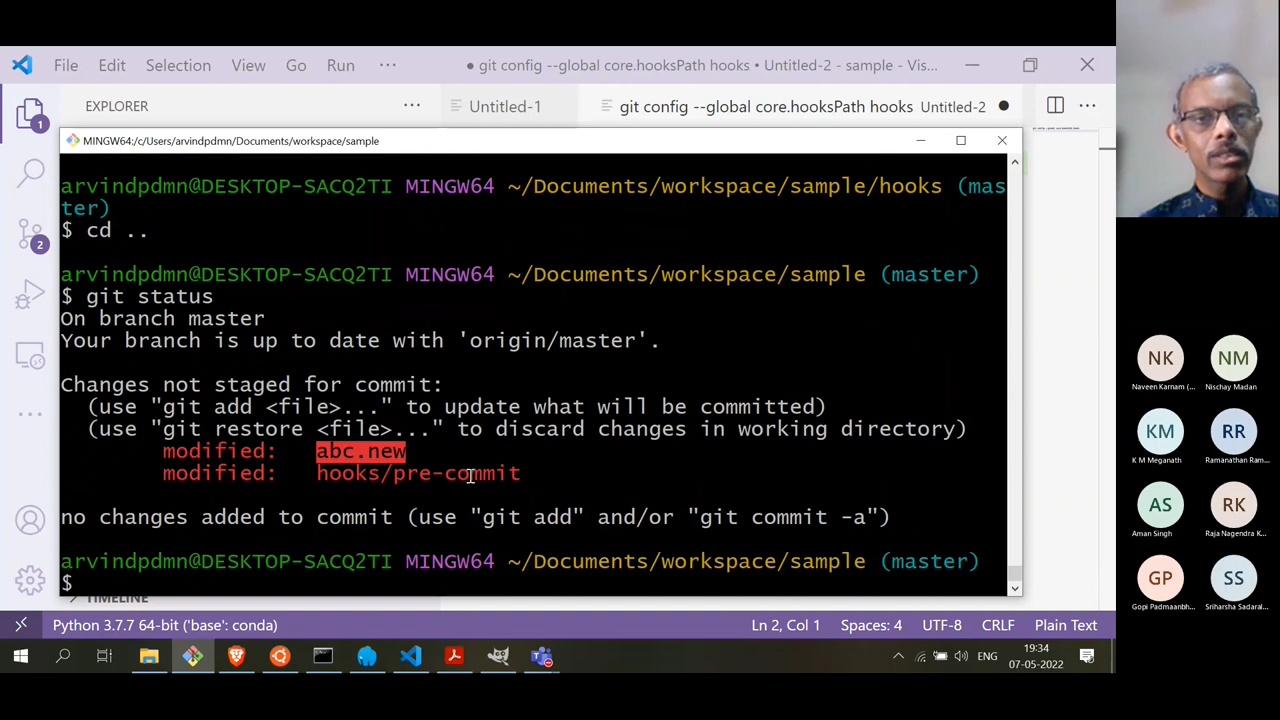 File Edit Selection View Go Run ···
● git config --global core.hooksPath hooks • Untitled-2 - sample - Vis...
EXPLORER ···
Untitled-1
git config --global core.hooksPath hooks Untitled-2 ●
1
MINGW64:/c/Users/arvindpdmn/Documents/workspace/sample
arvindpdmn@DESKTOP-SACQ2TI MINGW64 ~/Documents/workspace/sample/hooks (mas
ter)
$ cd ..
arvindpdmn@DESKTOP-SACQ2TI MINGW64 ~/Documents/workspace/sample (master)
$ git status
On branch master
Your branch is up to date with 'origin/master'.
Changes not staged for commit:
(use "git add <file>..." to update what will be committed)
(use "git restore <file>..." to discard changes in working directory)
modified: abc.new
modified: hooks/pre-commit
no changes added to commit (use "git add" and/or "git commit -a")
arvindpdmn@DESKTOP-SACQ2TI MINGW64 ~/Documents/workspace/sample (master)
$
2
TIMELINE
Python 3.7.7 64-bit ('base': conda)
Ln 2, Col 1 Spaces: 4 UTF-8 CRLF Plain Text
ENG
19:34
07-05-2022
NK NM
Naveen Karnam (... Nischay Madan
KM RR
K M Meganath Ramanathan Ram...
AS RK
Aman Singh Raja Nagendra K...
GP SS
Gopi Padmaanbh... Sriharsha Sadaral...